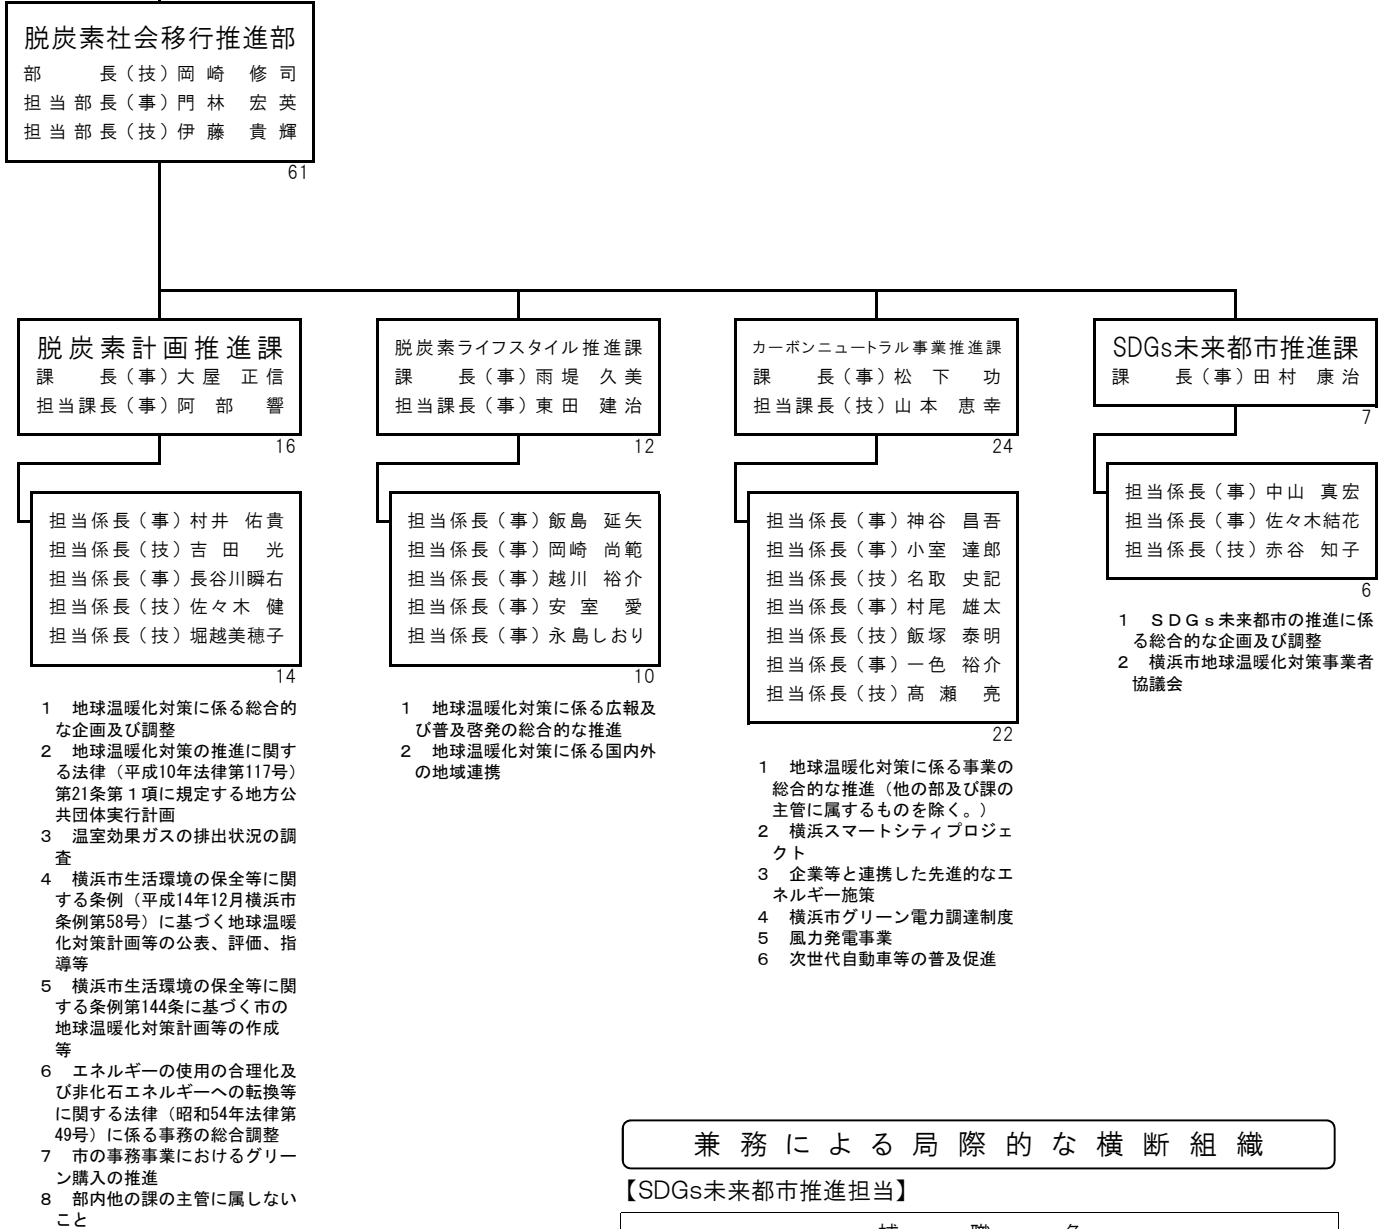 脱炭素社会移行推進部
部　　長（技）岡崎　修司
担当部長（事）門林　宏英
担当部長（技）伊藤　貴輝
61
脱炭素計画推進課
課　　長（事）大屋　正信
担当課長（事）阿部　響
16
担当係長（事）村井　佑貴
担当係長（技）吉田　光
担当係長（事）長谷川瞬右
担当係長（技）佐々木　健
担当係長（技）堀越美穂子
14
1　地球温暖化対策に係る総合的
な企画及び調整
2　地球温暖化対策の推進に関す
る法律（平成10年法律第117号）
第21条第１項に規定する地方公
共団体実行計画
3　温室効果ガスの排出状況の調
査
4　横浜市生活環境の保全等に関
する条例（平成14年12月横浜市
条例第58号）に基づく地球温暖
化対策計画等の公表、評価、指
導等
5　横浜市生活環境の保全等に関
する条例第144条に基づく市の
地球温暖化対策計画等の作成
等
6　エネルギーの使用の合理化及
び非化石エネルギーへの転換等
に関する法律（昭和54年法律第
49号）に係る事務の総合調整
7　市の事務事業におけるグリー
ン購入の推進
8　部内他の課の主管に属しない
こと
脱炭素ライフスタイル推進課
課　　長（事）雨堤　久美
担当課長（事）東田　建治
12
担当係長（事）飯島　延矢
担当係長（事）岡崎　尚範
担当係長（事）越川　裕介
担当係長（事）安室　愛
担当係長（事）永島しおり
10
1　地球温暖化対策に係る広報及
び普及啓発の総合的な推進
2　地球温暖化対策に係る国内外
の地域連携
カーボンニュートラル事業推進課
課　　長（事）松下　功
担当課長（技）山本　恵幸
24
担当係長（事）神谷　昌吾
担当係長（事）小室　達郎
担当係長（技）名取　史記
担当係長（事）村尾　雄太
担当係長（技）飯塚　泰明
担当係長（事）一色　裕介
担当係長（技）髙瀬　亮
22
1　地球温暖化対策に係る事業の
総合的な推進（他の部及び課の
主管に属するものを除く。）
2　横浜スマートシティプロジェ
クト
3　企業等と連携した先進的なエ
ネルギー施策
4　横浜市グリーン電力調達制度
5　風力発電事業
6　次世代自動車等の普及促進
SDGs未来都市推進課
課　　長（事）田村　康治
7
担当係長（事）中山　真宏
担当係長（事）佐々木結花
担当係長（技）赤谷　知子
6
1　ＳＤＧｓ未来都市の推進に係
る総合的な企画及び調整
2　横浜市地球温暖化対策事業者
協議会
兼務による局際的な横断組織
【SDGs未来都市推進担当】
補　職　名